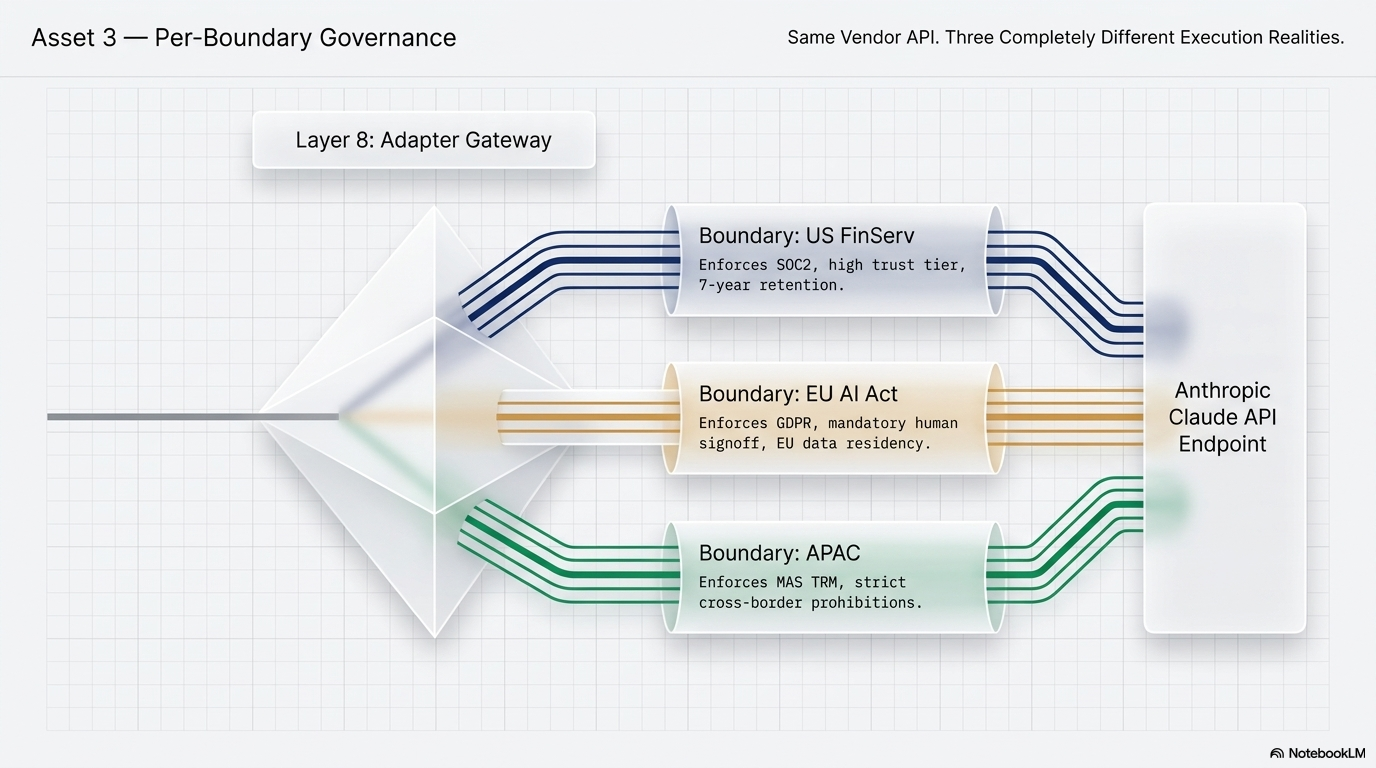 Asset 3 — Per-Boundary Governance
Same Vendor API. Three Completely Different Execution Realities.
Layer 8: Adapter Gateway
Boundary: US FinServ
Enforces SOC2, high trust tier,
7-year retention.
Boundary: EU AI Act
Enforces GDPR, mandatory human
signoff, EU data residency.
Boundary: APAC
Enforces MAS TRM, strict
cross-border prohibitions.
Anthropic
Claude API
Endpoint
NotebookLM